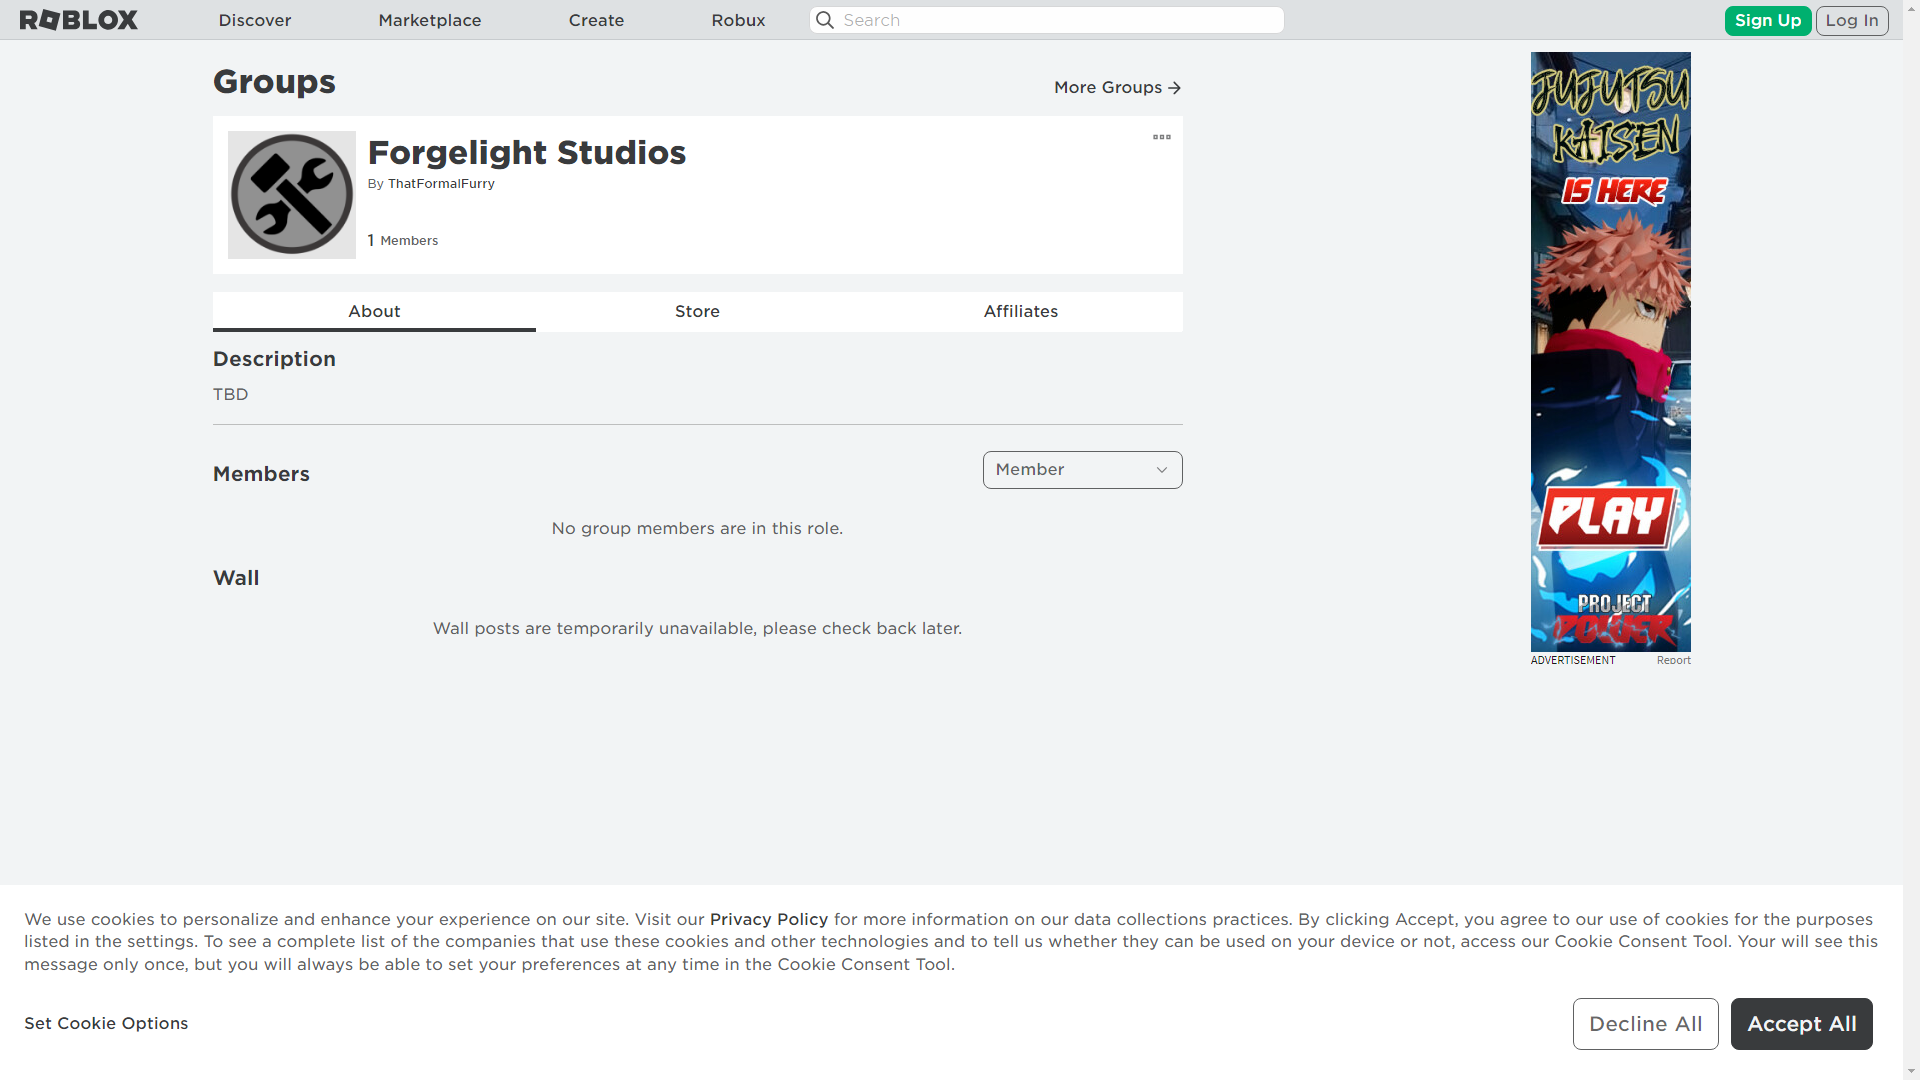 ROBLOX
Discover
Marketplace
Create
Robux
Search
Sign Up
Log In
Groups
More Groups
Forgelight Studios
By ThatFormalFurry
1 Members
About
Store
Affiliates
Description
TBD
Members
Member
No group members are in this role.
Wall
Wall posts are temporarily unavailable, please check back later.
JUJUTSU
KAISEN
IS HERE
PLAY
PROJECT
POWER
ADVERTISEMENT
Report
We use cookies to personalize and enhance your experience on our site. Visit our Privacy Policy for more information on our data collections practices. By clicking Accept, you agree to our use of cookies for the purposes
listed in the settings. To see a complete list of the companies that use these cookies and other technologies and to tell us whether they can be used on your device or not, access our Cookie Consent Tool. Your will see this
message only once, but you will always be able to set your preferences at any time in the Cookie Consent Tool.
Set Cookie Options
Decline All
Accept All